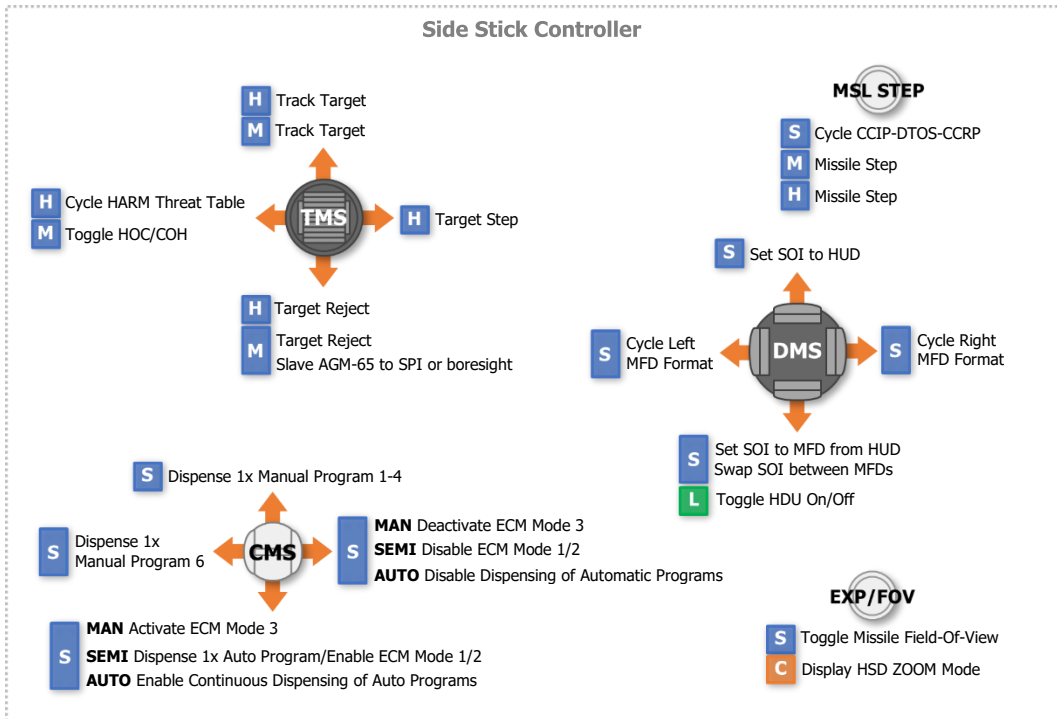 Side Stick Controller
H Track Target
M Track Target
H Cycle HARM Threat Table
M Toggle HOC/COH
TMS
H Target Step
H Target Reject
M Target Reject
Slave AGM-65 to SPI or boresight
MSL STEP
S Cycle CCIP-DTOS-CCRP
M Missile Step
H Missile Step
S Set SOI to HUD
S Cycle Left
MFD Format
DMS
S Cycle Right
MFD Format
S Set SOI to MFD from HUD
Swap SOI between MFDs
L Toggle HDU On/Off
S Dispense 1x Manual Program 1-4
S Dispense 1x
Manual Program 6
CMS
S MAN Deactivate ECM Mode 3
SEMI Disable ECM Mode 1/2
AUTO Disable Dispensing of Automatic Programs
S MAN Activate ECM Mode 3
SEMI Dispense 1x Auto Program/Enable ECM Mode 1/2
AUTO Enable Continuous Dispensing of Auto Programs
EXP/FOV
S Toggle Missile Field-Of-View
C Display HSD ZOOM Mode